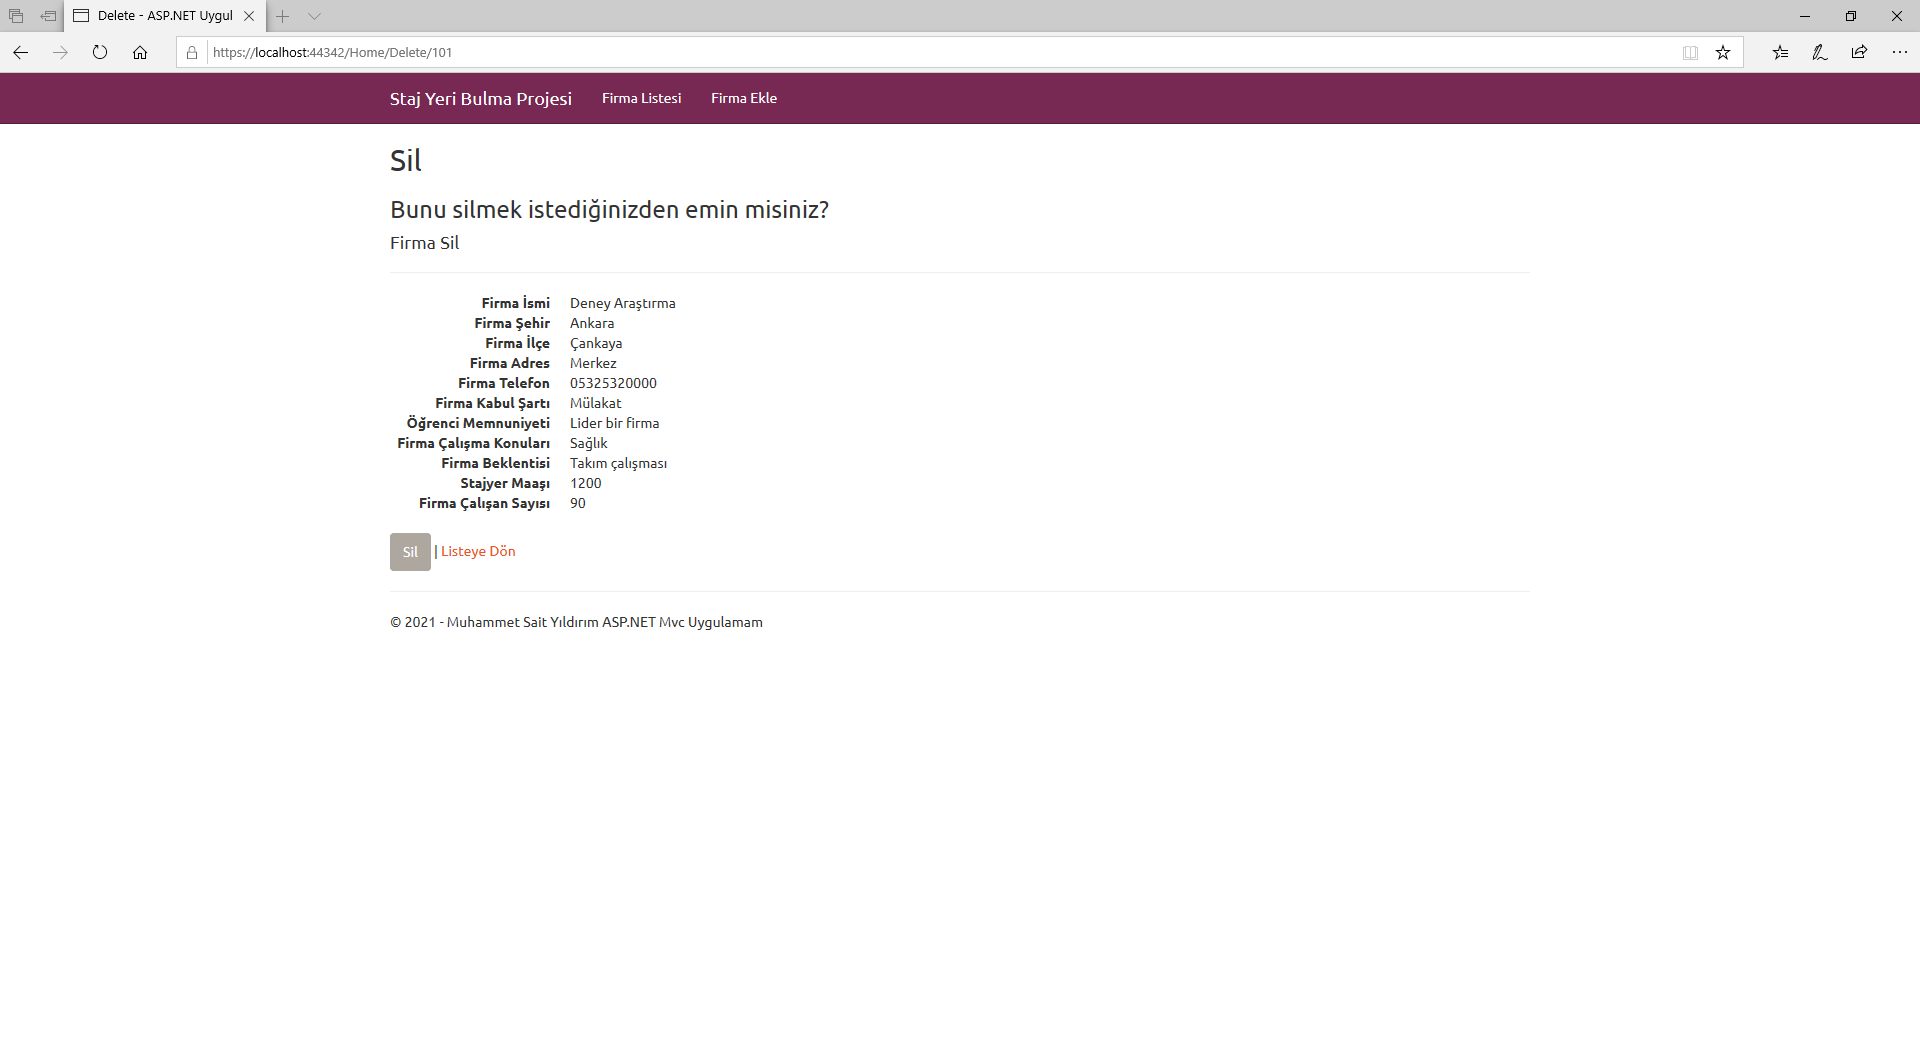 Delete - ASP.NET Uygul
https://localhost:44342/Home/Delete/101
Staj Yeri Bulma Projesi Firma Listesi Firma Ekle
Sil
Bunu silmek istediğinizden emin misiniz?
Firma Sil
Firma İsmi Deney Araştırma
Firma Şehir Ankara
Firma İlçe Çankaya
Firma Adres Merkez
Firma Telefon 05325320000
Firma Kabul Şartı Mülakat
Öğrenci Memnuniyeti Lider bir firma
Firma Çalışma Konuları Sağlık
Firma Beklentisi Takım çalışması
Stajyer Maaşı 1200
Firma Çalışan Sayısı 90
Sil | Listeye Dön
© 2021 - Muhammet Sait Yıldırım ASP.NET Mvc Uygulamam